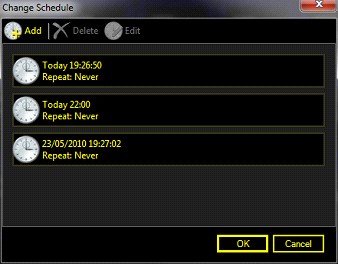 Change Schedule
Add Delete Edit
Today 19:26:50
Repeat: Never
Today 22:00
Repeat: Never
23/05/2010 19:27:02
Repeat: Never
OK Cancel